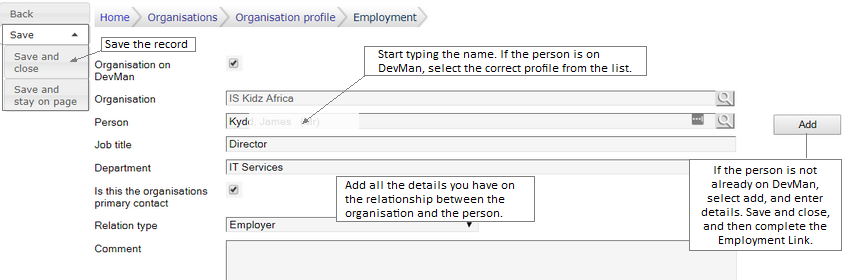 Back
Home Organisations Organisation profile Employment
Save
Save the record
Save and
close
Save and
stay on page
Start typing the name. If the person is on
DevMan, select the correct profile from the list.
Organisation on
DevMan
Organisation IS Kidz Africa
Person Kydd, James
Add
Job title Director
Department IT Services
Is this the organisations
primary contact
Add all the details you have on
the relationship between the
organisation and the person.
If the person is not
already on DevMan,
select add, and enter
details. Save and close,
and then complete the
Employment Link.
Relation type Employer
Comment